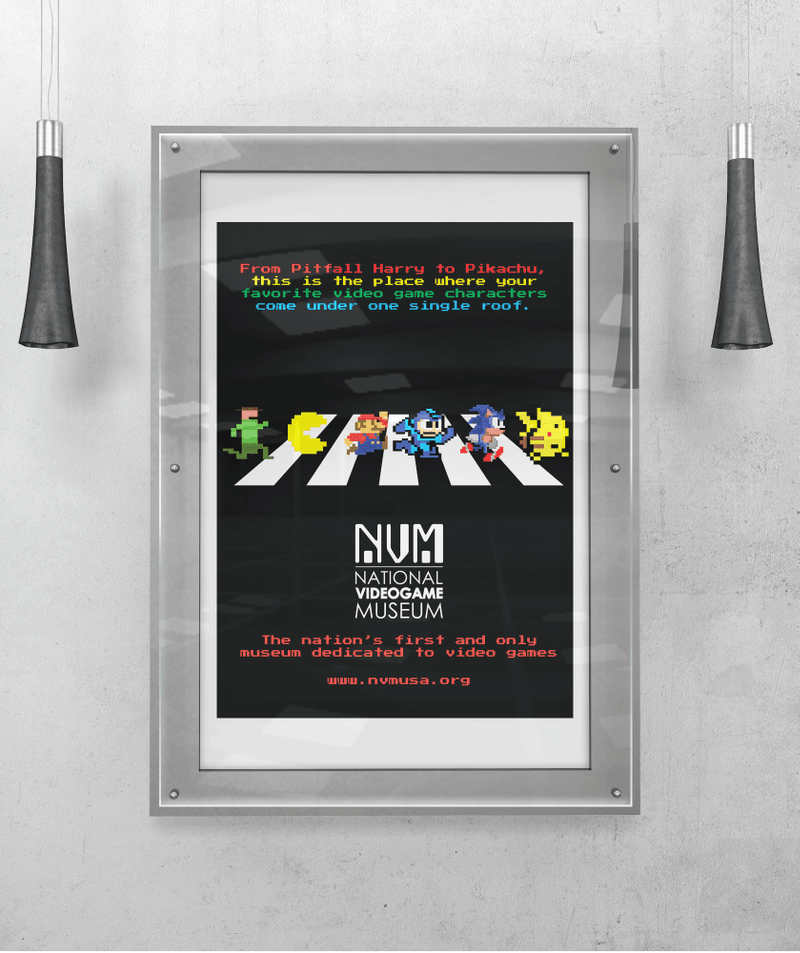 From Pitfall Harry to Pikachu,
this is the place where your
favorite video game characters
come under one single roof.
NVM
NATIONAL
VIDEOGAME
MUSEUM
The nation's first and only
museum dedicated to video games
www.nvmusa.org